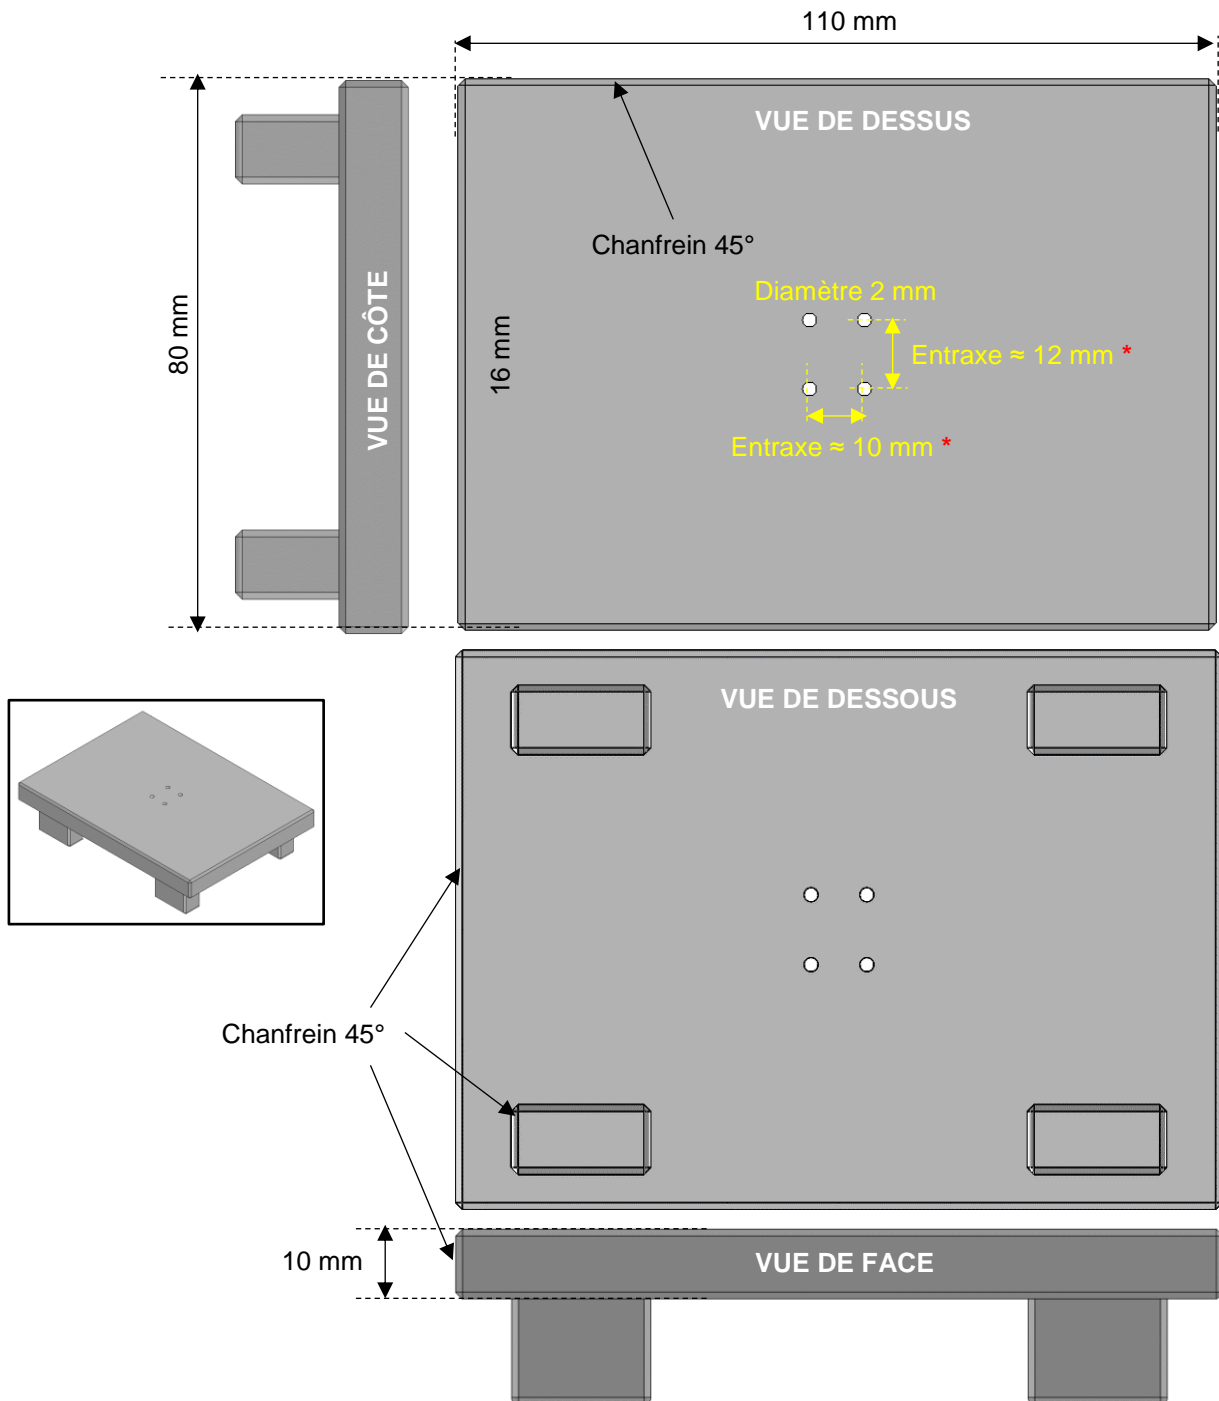 110 mm
VUE DE DESSUS
Chanfrein 45°
Diamètre 2 mm
80 mm
VUE DE CÔTE
16 mm
Entraxe ≈ 12 mm *
Entraxe ≈ 10 mm *
VUE DE DESSOUS
Chanfrein 45°
10 mm
VUE DE FACE